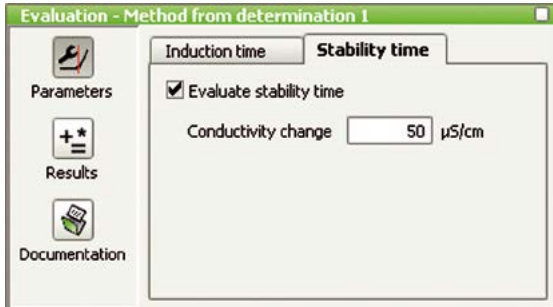 Evaluation - Method from determination 1
Parameters
Results
Documentation
Induction time
Stability time
Evaluate stability time
Conductivity change 50 µS/cm